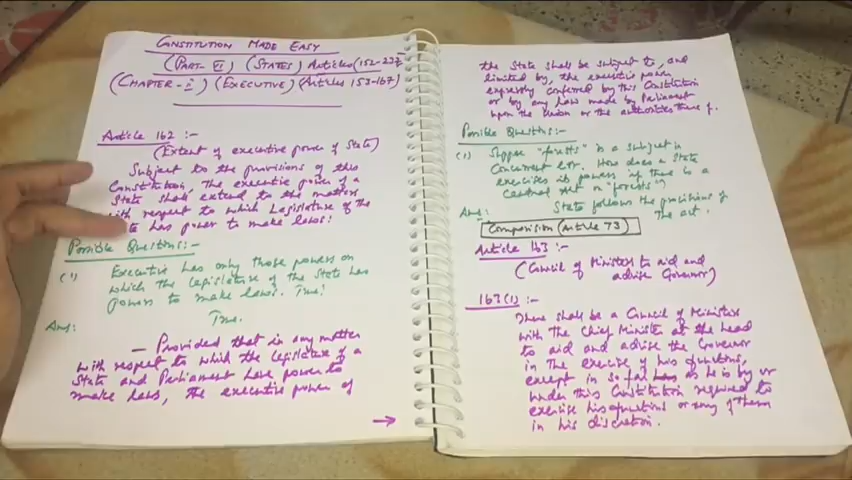 CONSTITUTION MADE EASY
(PART-VI) (STATES) Articles (152-237)
(CHAPTER-I) (EXECUTIVE) (Articles 153-167)
Article 162 :-
(Extent of executive power of State)
Subject to the provisions of this
Constitution, the executive power of a
State shall extend to the matters
with respect to which Legislature of the
has power to make laws:
Possible Questions:-
(1) Executive has only those powers on
which the legislature of the State has
powers to make laws. True?
Ans: True.
— Provided that in any matter
with respect to which the Legislature of a
State and Parliament have power to
make laws, the executive power of
→
the State shall be subject to, and
limited by, the executive power
expressly conferred by this Constitution
or by any law made by Parliament
upon the Union or the authorities thereof.
Possible Questions:-
(1) Suppose "forests" is a subject in
Concurrent list. How does a State
exercises its powers if there is a
Central Act on "forests"?
Ans: State follows the provisions of
the act.
Comparision (Article 73)
Article 163 :-
(Council of Ministers to aid and
advise Governor)
163(1) :-
There shall be a Council of Ministers
with the Chief Minister at the head
to aid and advise the Governor
in the exercise of his functions,
except in so far as he is by or
under this Constitution required to
exercise his functions or any of them
in his discretion.